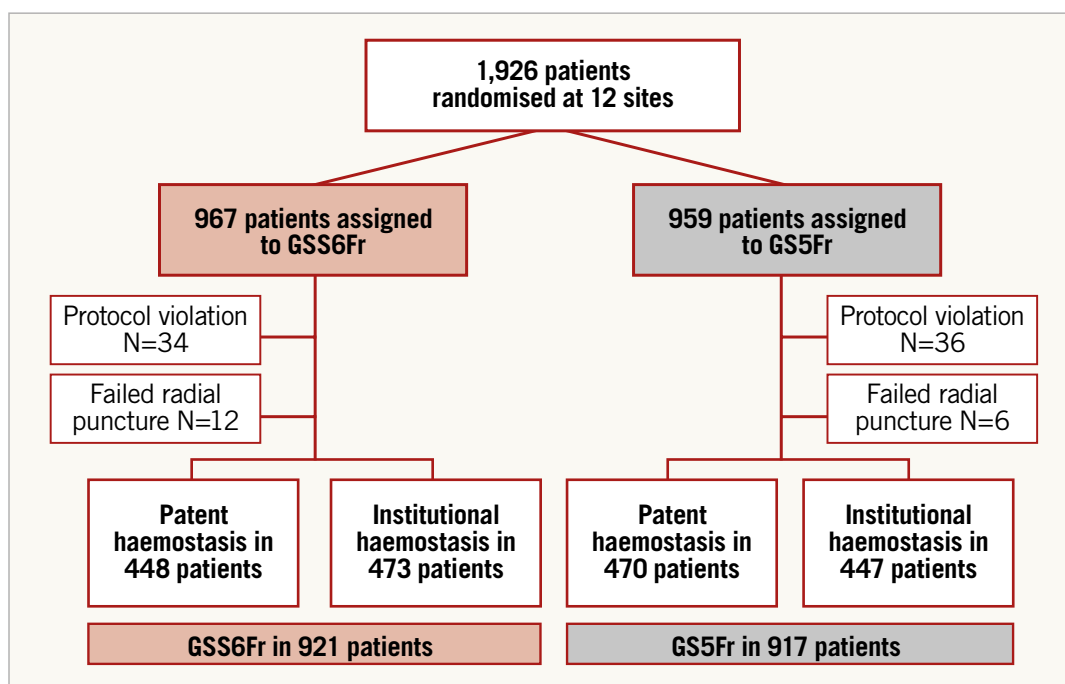 1,926 patients
randomised at 12 sites
967 patients assigned
to GSS6Fr
959 patients assigned
to GS5Fr
Protocol violation
N=34
Protocol violation
N=36
Failed radial
puncture N=12
Failed radial
puncture N=6
Patent
haemostasis in
448 patients
Institutional
haemostasis in
473 patients
Patent
haemostasis in
470 patients
Institutional
haemostasis in
447 patients
GSS6Fr in 921 patients
GS5Fr in 917 patients